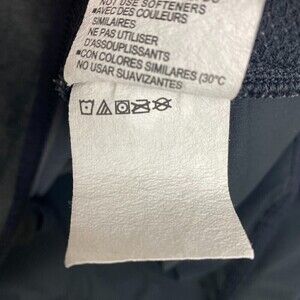 NOT USE SOFTENERS
•AVEC DES COULEURS
SIMILAIRES
NE PAS UTILISER
D'ASSOUPLISSANTS
•CON COLORES SIMILARES (30°C
NO USAR SUAVIZANTES